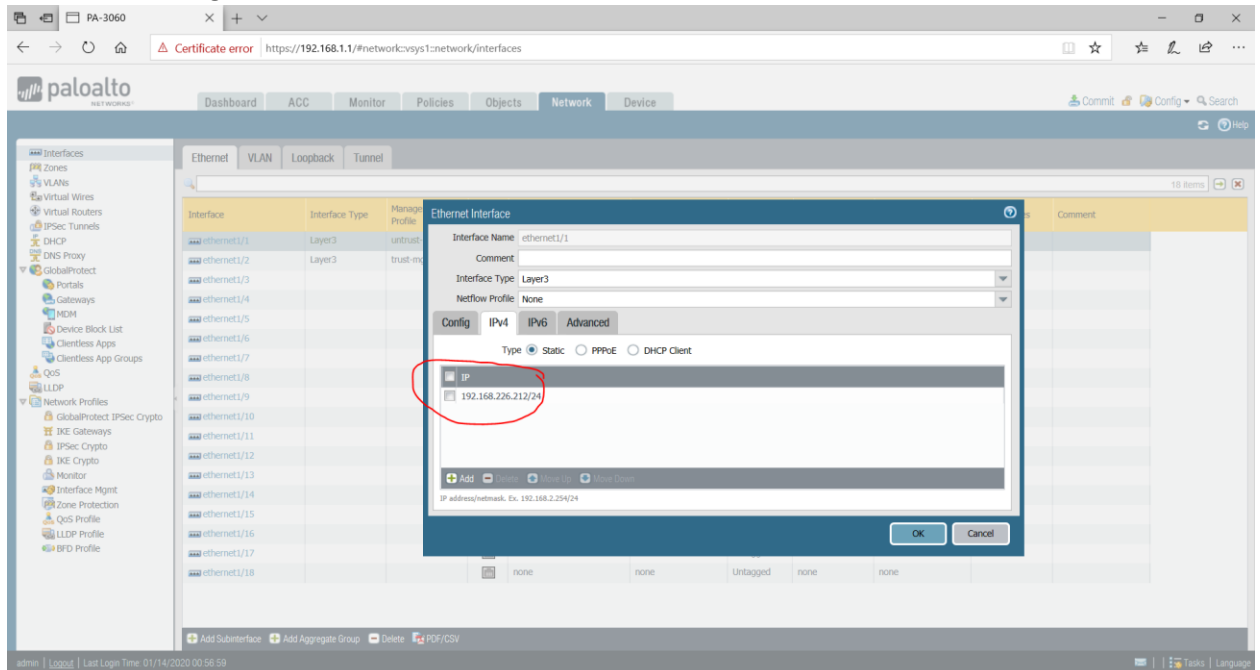 PA-3060
Certificate error https://192.168.1.1/#network::vsys1::network/interfaces
paloalto
NETWORKS
Dashboard ACC Monitor Policies Objects Network Device
Commit Config Search
Help
Interfaces
Zones
VLANs
Virtual Wires
Virtual Routers
IPSec Tunnels
DHCP
DNS Proxy
GlobalProtect
Portals
Gateways
MDM
Device Block List
Clientless Apps
Clientless App Groups
QoS
LLDP
Network Profiles
GlobalProtect IPSec Crypto
IKE Gateways
IPSec Crypto
IKE Crypto
Monitor
Interface Mgmt
Zone Protection
QoS Profile
LLDP Profile
BFD Profile
Ethernet VLAN Loopback Tunnel
18 items
Interface Interface Type Profile Comment
ethernet1/1 Layer3
ethernet1/2 Layer3
ethernet1/3
ethernet1/4
ethernet1/5
ethernet1/6
ethernet1/7
ethernet1/8
ethernet1/9
ethernet1/10
ethernet1/11
ethernet1/12
ethernet1/13
ethernet1/14
ethernet1/15
ethernet1/16
ethernet1/17
ethernet1/18 none none Untagged none none
Ethernet Interface
Interface Name ethernet1/1
Comment
Interface Type Layer3
Netflow Profile None
Config IPv4 IPv6 Advanced
Type Static PPPoE DHCP Client
IP
192.168.226.212/24
Add Delete Move Up Move Down
IP address/netmask. Ex. 192.168.2.254/24
OK Cancel
Add Subinterface Add Aggregate Group Delete PDF/CSV
admin | Logout | Last Login Time: 01/14/2020 00:56:59
Tasks | Language